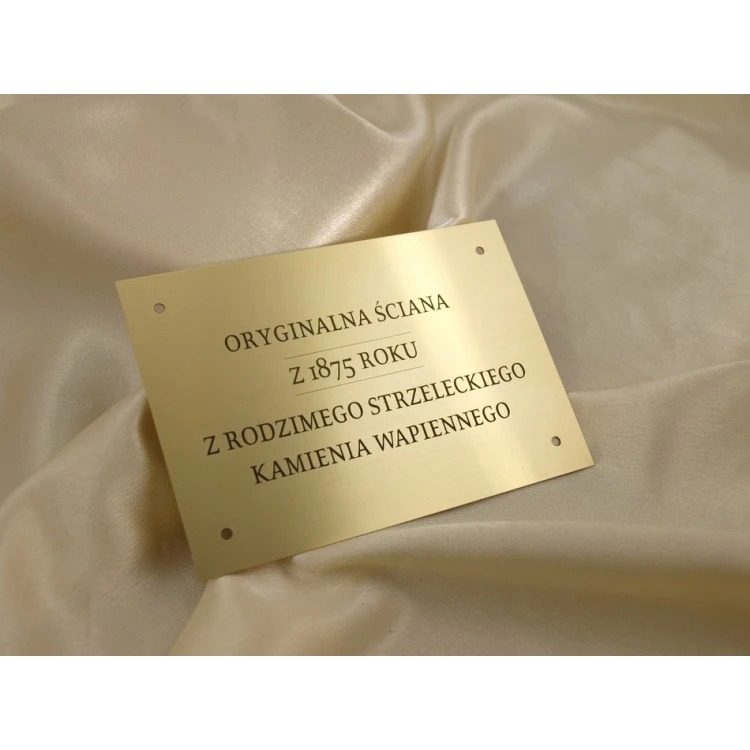 ORYGINALNA ŚCIANA
Z 1875 ROKU
Z RODZIMEGO STRZELECKIEGO
KAMIENIA WAPIENNEGO